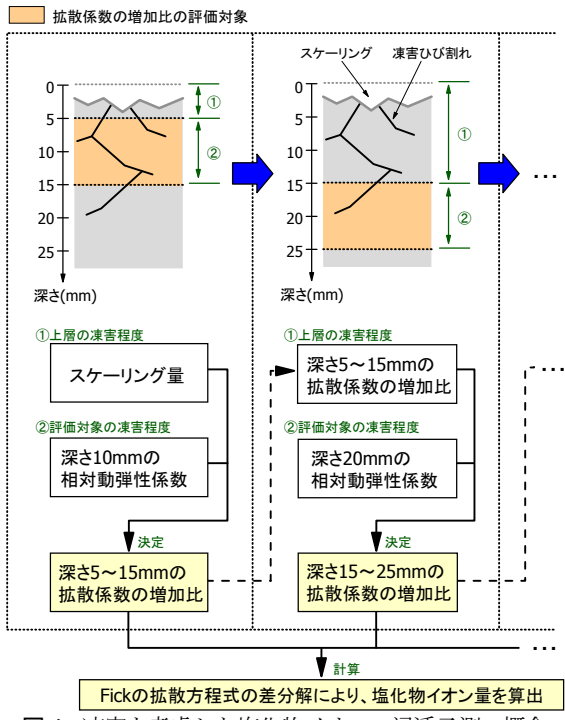 拡散係数の増加比の評価対象
スケーリング
凍害ひび割れ
0
5
10
15
20
25
深さ(mm)
①
②
0
5
10
15
20
25
深さ(mm)
①
②
...
①上層の凍害程度
スケーリング量
②評価対象の凍害程度
深さ10mmの
相対動弾性係数
決定
深さ5～15mmの
拡散係数の増加比
①上層の凍害程度
深さ5～15mmの
拡散係数の増加比
②評価対象の凍害程度
深さ20mmの
相対動弾性係数
決定
深さ15～25mmの
拡散係数の増加比
...
...
計算
Fickの拡散方程式の差分解により、塩化物イオン量を算出